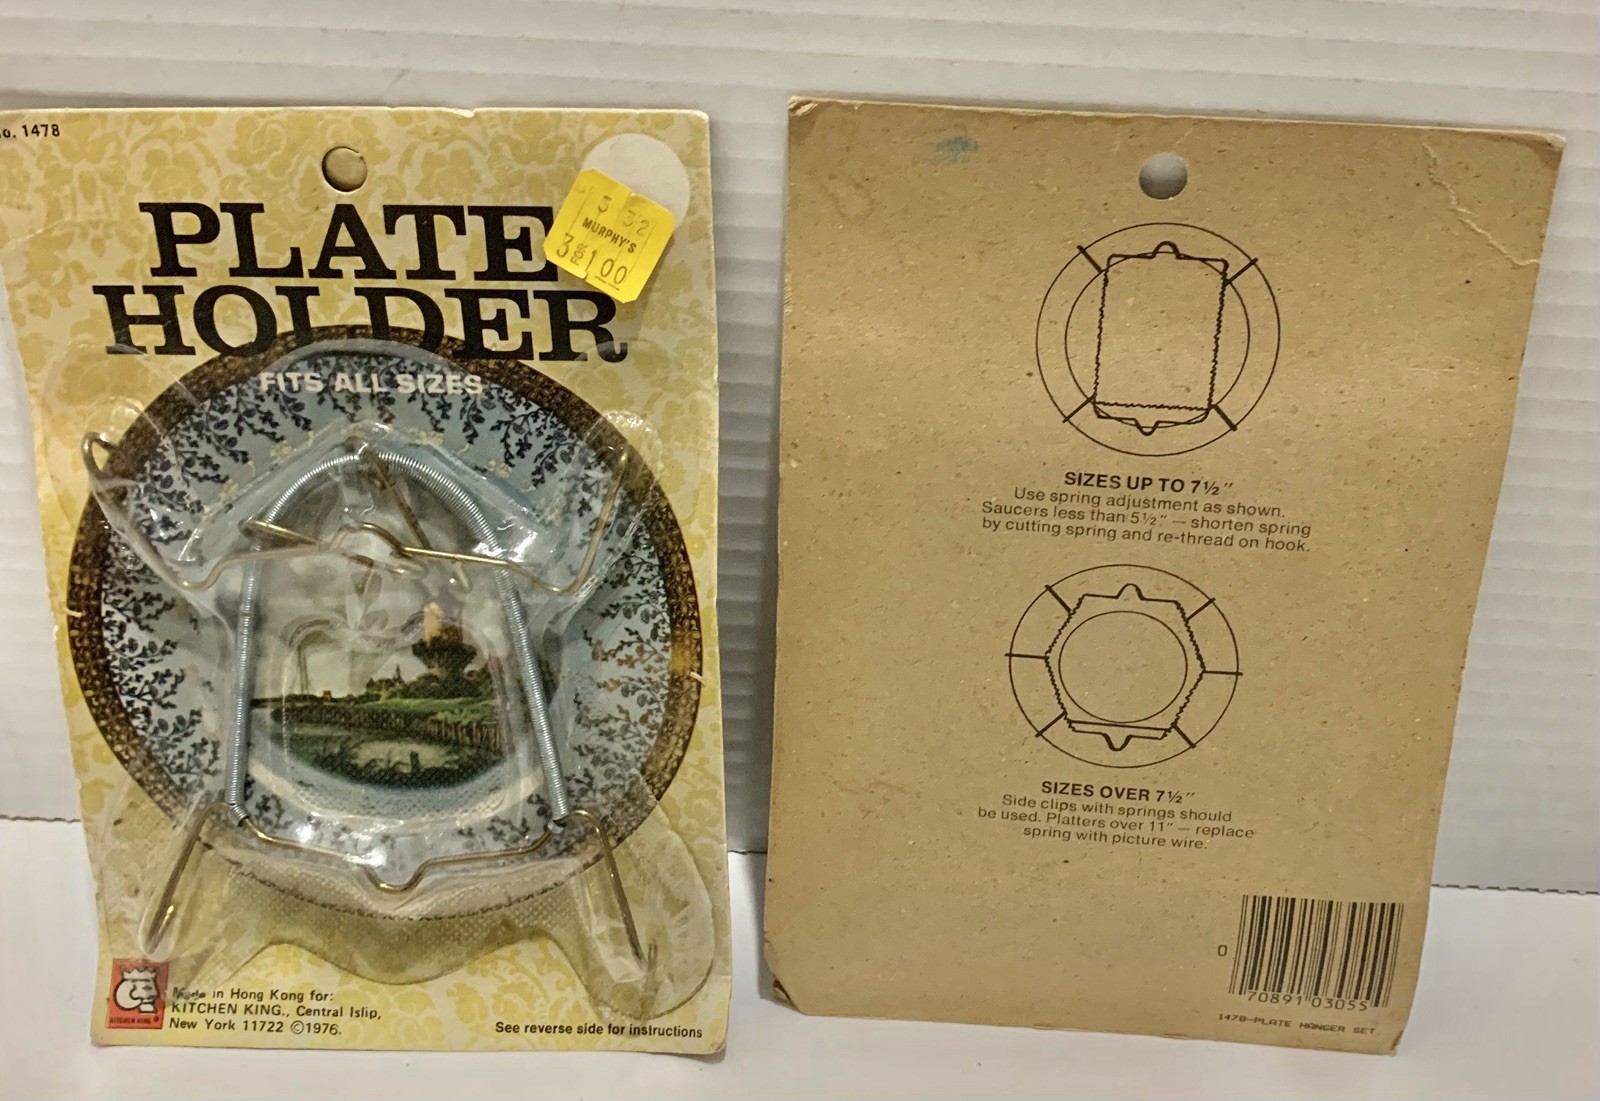 No. 1478
PLATE
HOLDER
FITS ALL SIZES
3 32
MURPHY'S
3 FOR 1.00
KITCHEN KING
Made in Hong Kong for:
KITCHEN KING., Central Islip,
New York 11722 ©1976.
See reverse side for instructions
SIZES UP TO 7½"
Use spring adjustment as shown.
Saucers less than 5½" — shorten spring
by cutting spring and re-thread on hook.
SIZES OVER 7½"
Side clips with springs should
be used. Platters over 11" — replace
spring with picture wire.
0
70891 03055
1478-PLATE HANGER SET